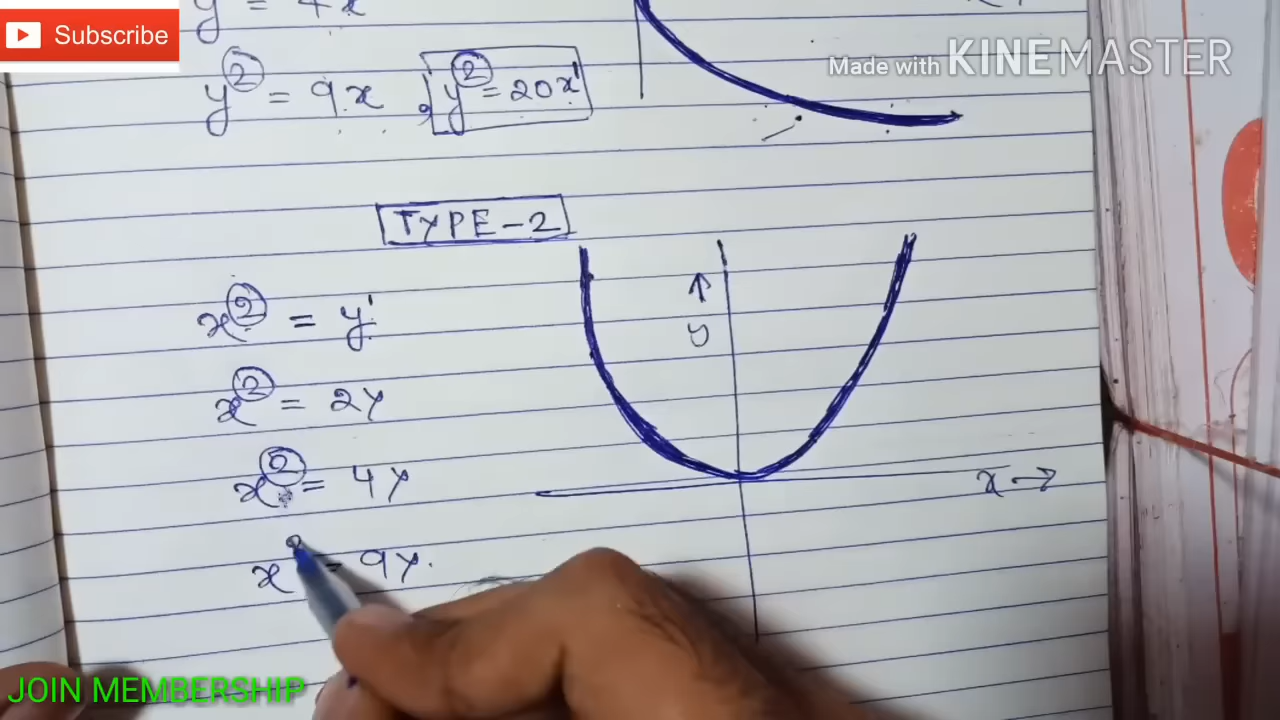 y = 4x
Subscribe
Made with KINEMASTER
y² = 9x , y² = 20x'
TYPE-2
x² = y'
y
x² = 2y
x² = 4y
x →
x² = 9y.
JOIN MEMBERSHIP